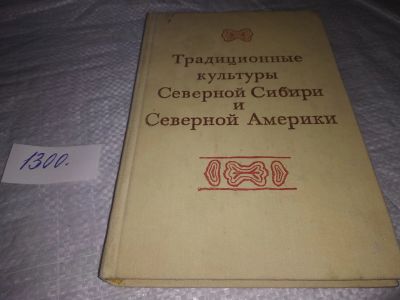 Традиционные
культуры
Северной Сибири
и
Северной Америки
1300.